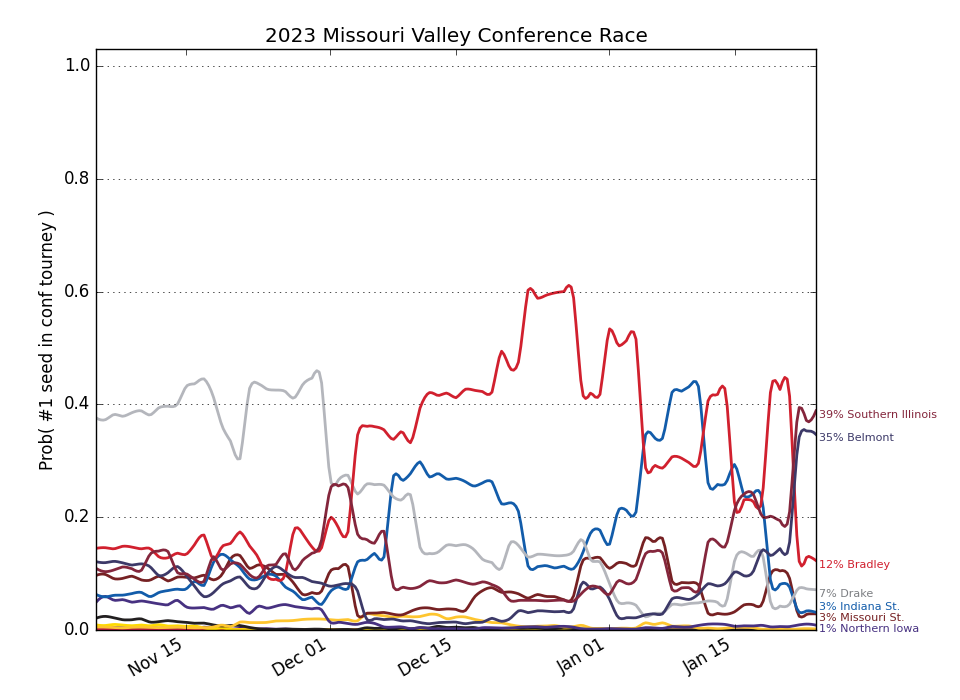 2023 Missouri Valley Conference Race
Prob( #1 seed in conf tourney )
1.0
0.8
0.6
0.4
0.2
0.0
Nov 15
Dec 01
Dec 15
Jan 01
Jan 15
39% Southern Illinois
35% Belmont
12% Bradley
7% Drake
3% Indiana St.
3% Missouri St.
1% Northern Iowa